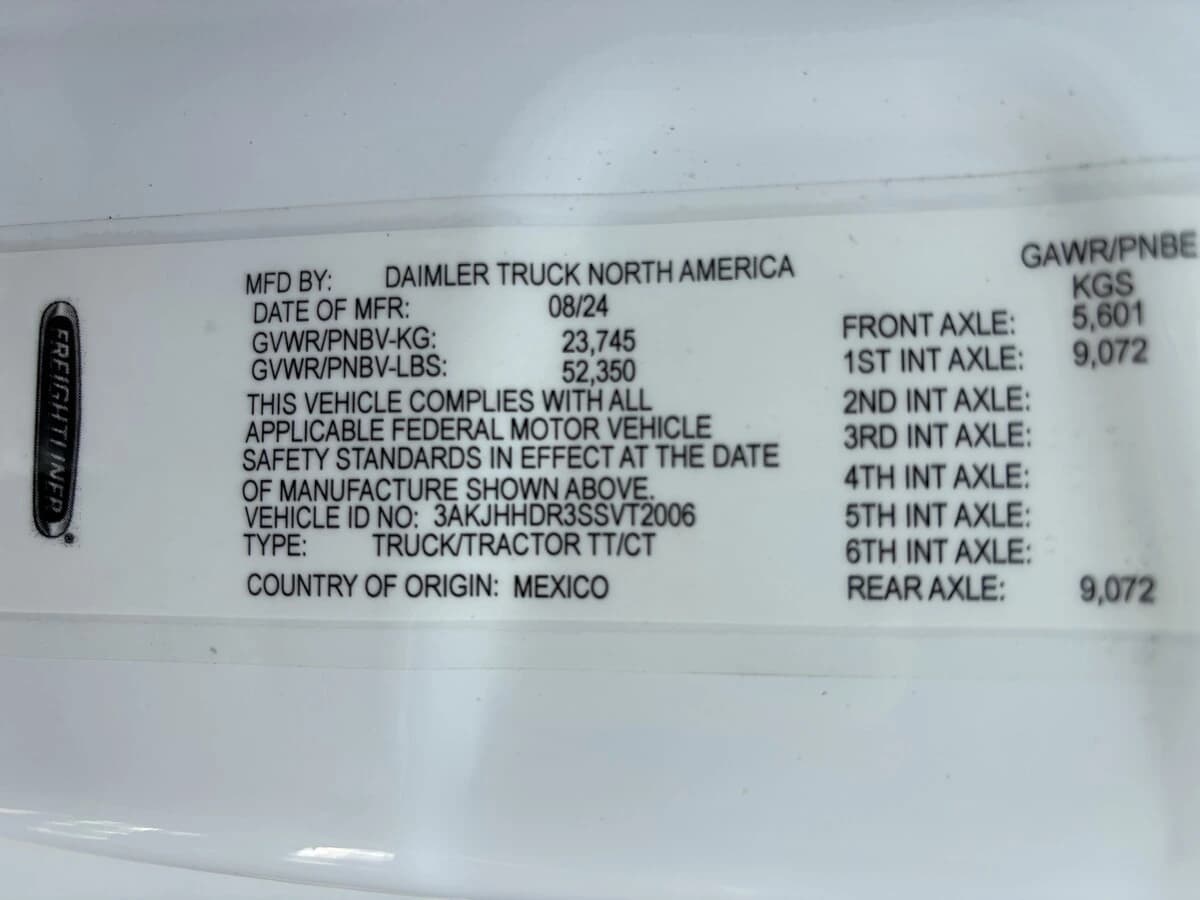 FREIGHTLINER
MFD BY: DAIMLER TRUCK NORTH AMERICA
DATE OF MFR: 08/24
GVWR/PNBV-KG: 23,745
GVWR/PNBV-LBS: 52,350
THIS VEHICLE COMPLIES WITH ALL
APPLICABLE FEDERAL MOTOR VEHICLE
SAFETY STANDARDS IN EFFECT AT THE DATE
OF MANUFACTURE SHOWN ABOVE.
VEHICLE ID NO: 3AKJHHDR3SSVT2006
TYPE: TRUCK/TRACTOR TT/CT
COUNTRY OF ORIGIN: MEXICO
GAWR/PNBE
KGS
FRONT AXLE: 5,601
1ST INT AXLE: 9,072
2ND INT AXLE:
3RD INT AXLE:
4TH INT AXLE:
5TH INT AXLE:
6TH INT AXLE:
REAR AXLE: 9,072